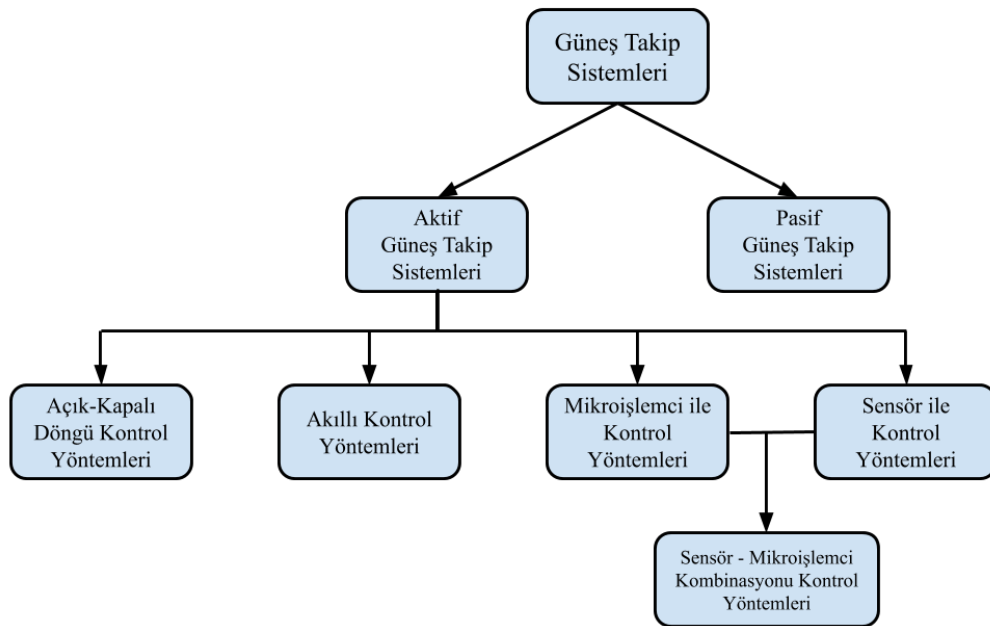 Güneş Takip
Sistemleri
Aktif
Güneş Takip
Sistemleri
Pasif
Güneş Takip
Sistemleri
Açık-Kapalı
Döngü Kontrol
Yöntemleri
Akıllı Kontrol
Yöntemleri
Mikroişlemci ile
Kontrol
Yöntemleri
Sensör ile
Kontrol
Yöntemleri
Sensör - Mikroişlemci
Kombinasyonu Kontrol
Yöntemleri